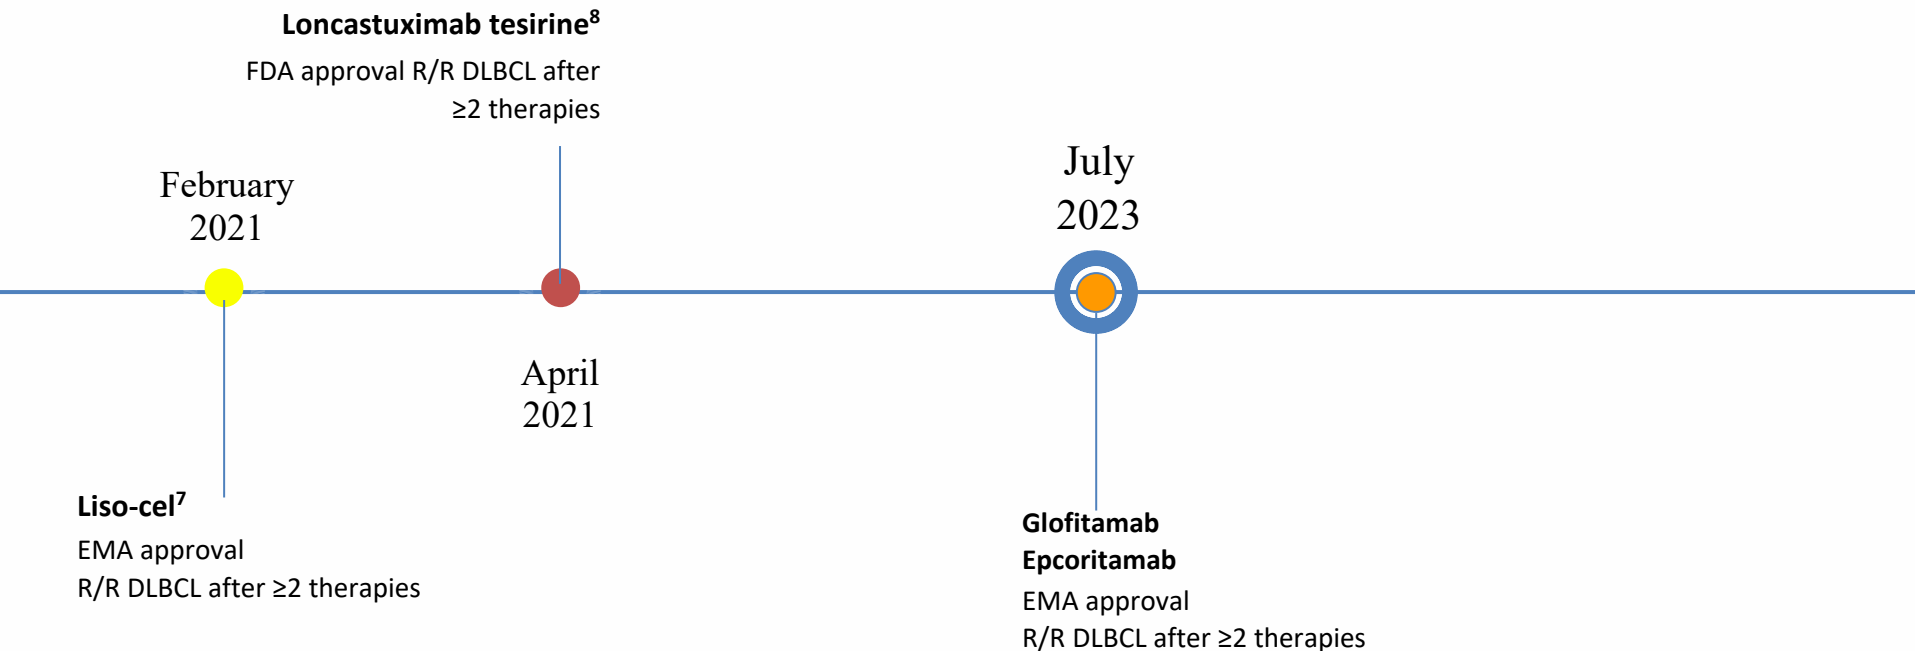 Loncastuximab tesirine⁸
FDA approval R/R DLBCL after
≥2 therapies
February
2021
July
2023
April
2021
Liso-cel⁷
EMA approval
R/R DLBCL after ≥2 therapies
Glofitamab
Epcoritamab
EMA approval
R/R DLBCL after ≥2 therapies